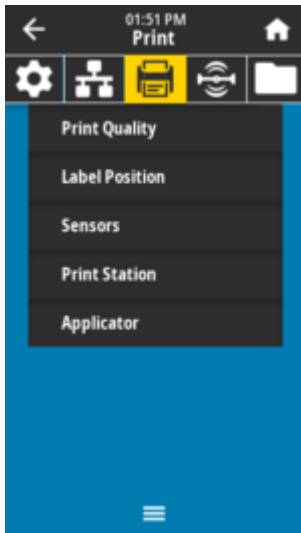 01:51 PM
Print
Print Quality
Label Position
Sensors
Print Station
Applicator